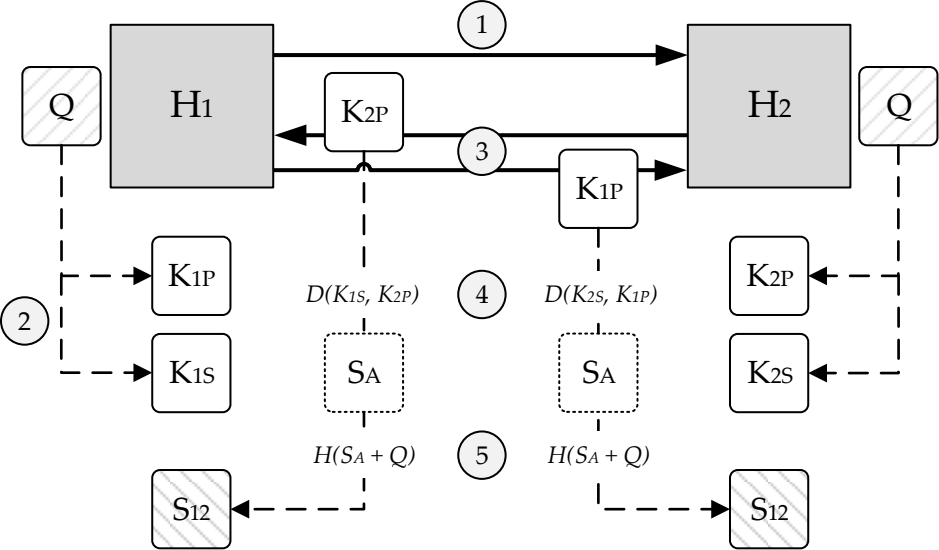 1
Q
H1
K2P
H2
Q
3
K1P
K1P
K2P
2
D(K1S, K2P)
4
D(K2S, K1P)
K1S
SA
SA
K2S
H(SA + Q)
5
H(SA + Q)
S12
S12